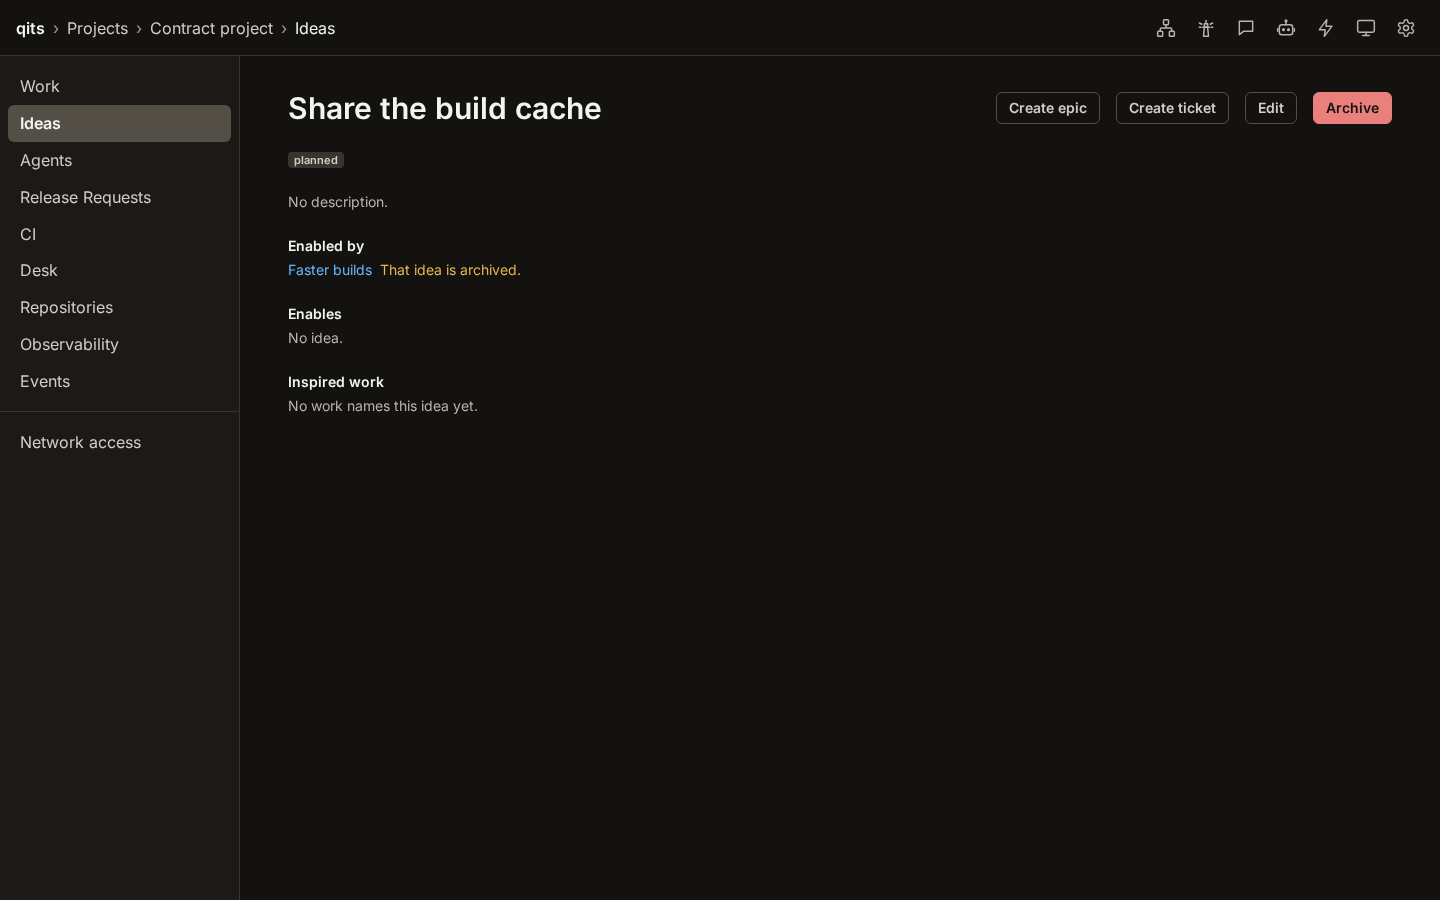 qits › Projects › Contract project › Ideas
Work
Ideas
Agents
Release Requests
CI
Desk
Repositories
Observability
Events
Network access
Share the build cache
Create epic
Create ticket
Edit
Archive
planned
No description.
Enabled by
Faster builds That idea is archived.
Enables
No idea.
Inspired work
No work names this idea yet.